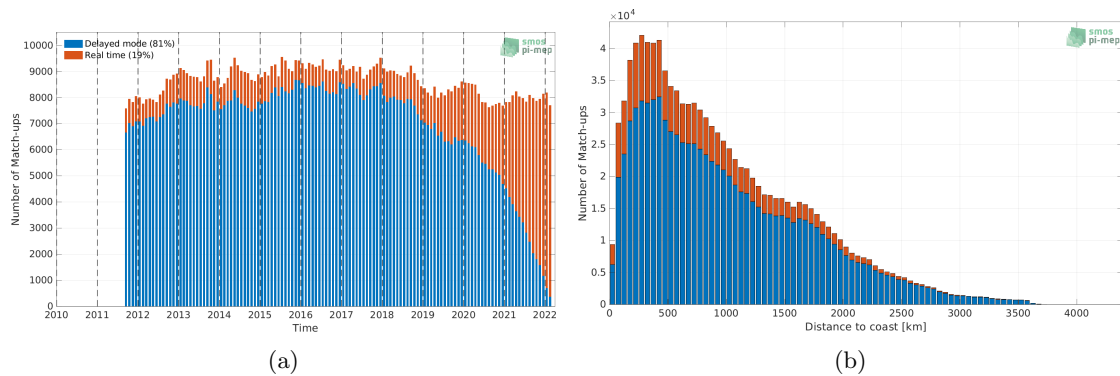 Number of Match-ups
10000
9000
8000
7000
6000
5000
4000
3000
2000
1000
0
Delayed mode (81%)
Real time (19%)
smos
pi-mep
2010 2011 2012 2013 2014 2015 2016 2017 2018 2019 2020 2021 2022
Time
(a)
×10⁴
Number of Match-ups
4
3.5
3
2.5
2
1.5
1
0.5
0
smos
pi-mep
0 500 1000 1500 2000 2500 3000 3500 4000
Distance to coast [km]
(b)